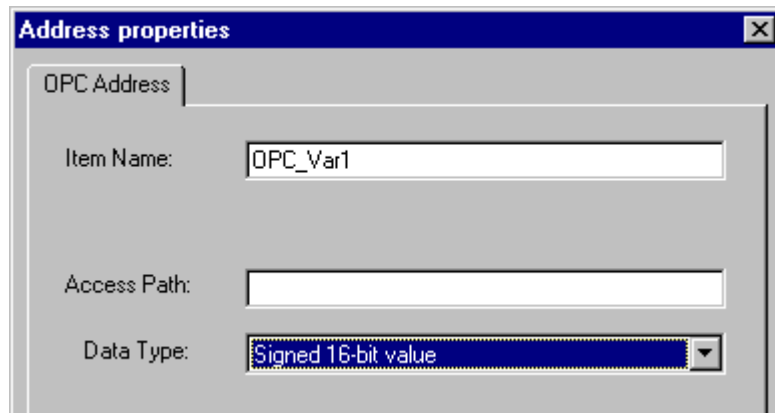 Address properties
OPC Address
Item Name: OPC_Var1
Access Path:
Data Type: Signed 16-bit value